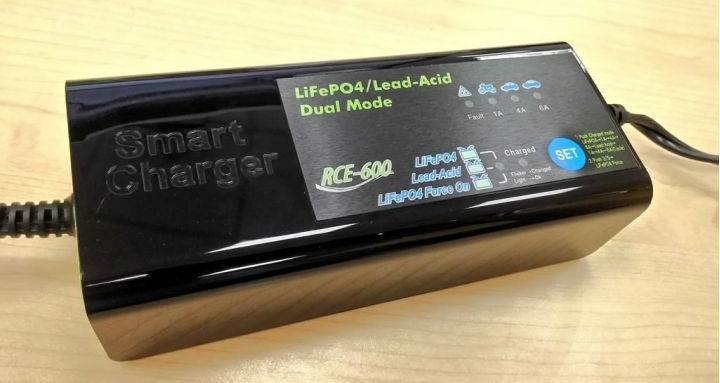 Smart
Charger
LiFePO4/Lead-Acid
Dual Mode
Fault 1A 4A 6A
RCE-600
LiFePO4
Lead-Acid
LiFePO4 Force On
Charged
SET